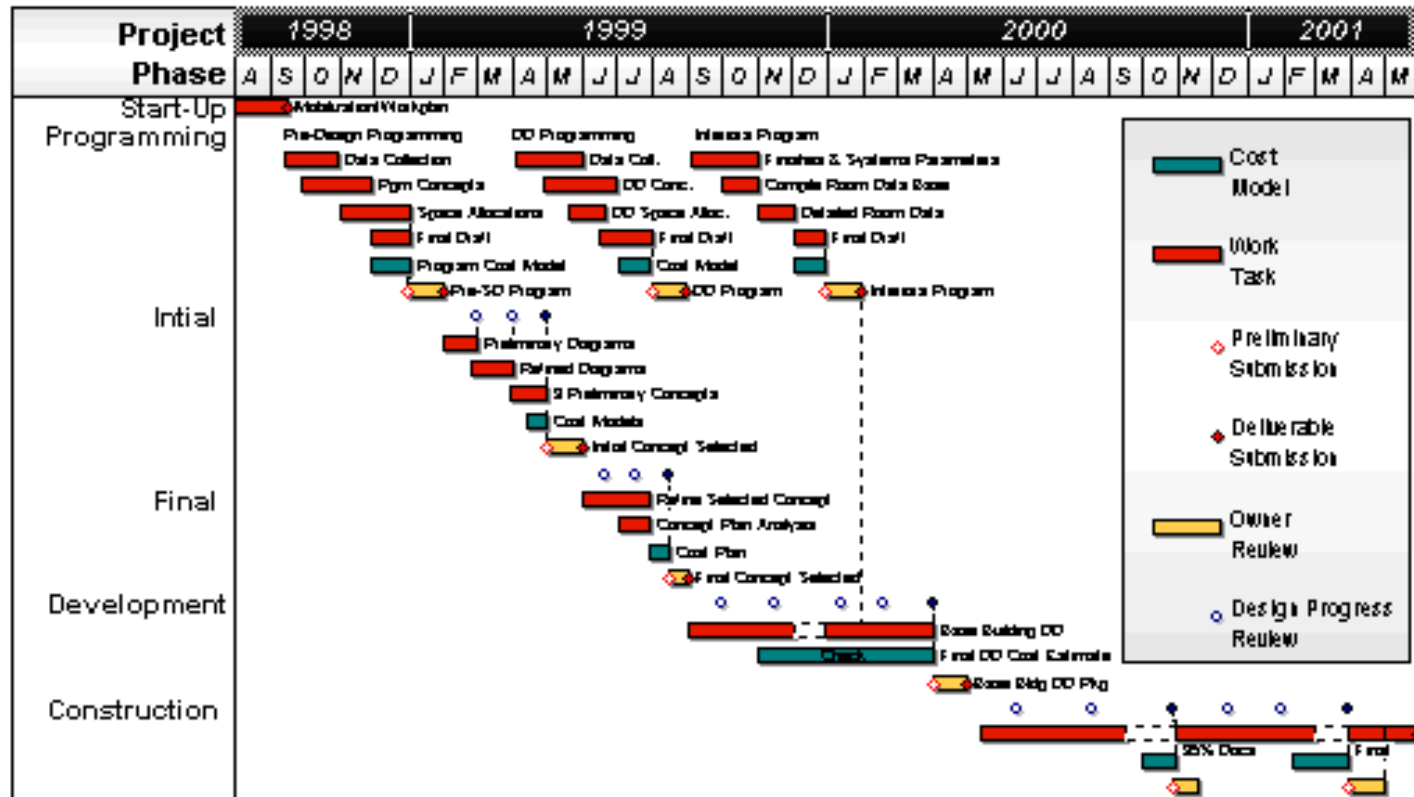 Project 1998 1999 2000 2001
Phase A S O N D J F M A M J J A S O N D J F M A M J J A S O N D J F M A M
Start-Up Mobilization/Workplan
Programming Pre-Design Programming DD Programming Interiors Program
Data Collection Data Coll. Finishes & Systems Parameters
Pgm Concepts DD Conc. Compile Room Data Base
Space Allocations DD Space Alloc. Detailed Room Data
Final Draft Final Draft Final Draft
Program Cost Model Cost Model
Pre-SD Program DD Program Interiors Program
Intial
Preliminary Diagrams
Refined Diagrams
3 Preliminary Concepts
Cost Models
Initial Concept Selected
Final
Refine Selected Concept
Concept Plan Analysis
Cost Plan
Final Concept Selected
Development
Base Building DD
Check Final DD Cost Estimate
Base Bldg DD Pkg
Construction
95% Docs Final
Cost
Model
Work
Task
Preliminary
Submission
Deliverable
Submission
Owner
Review
Design Progress
Review